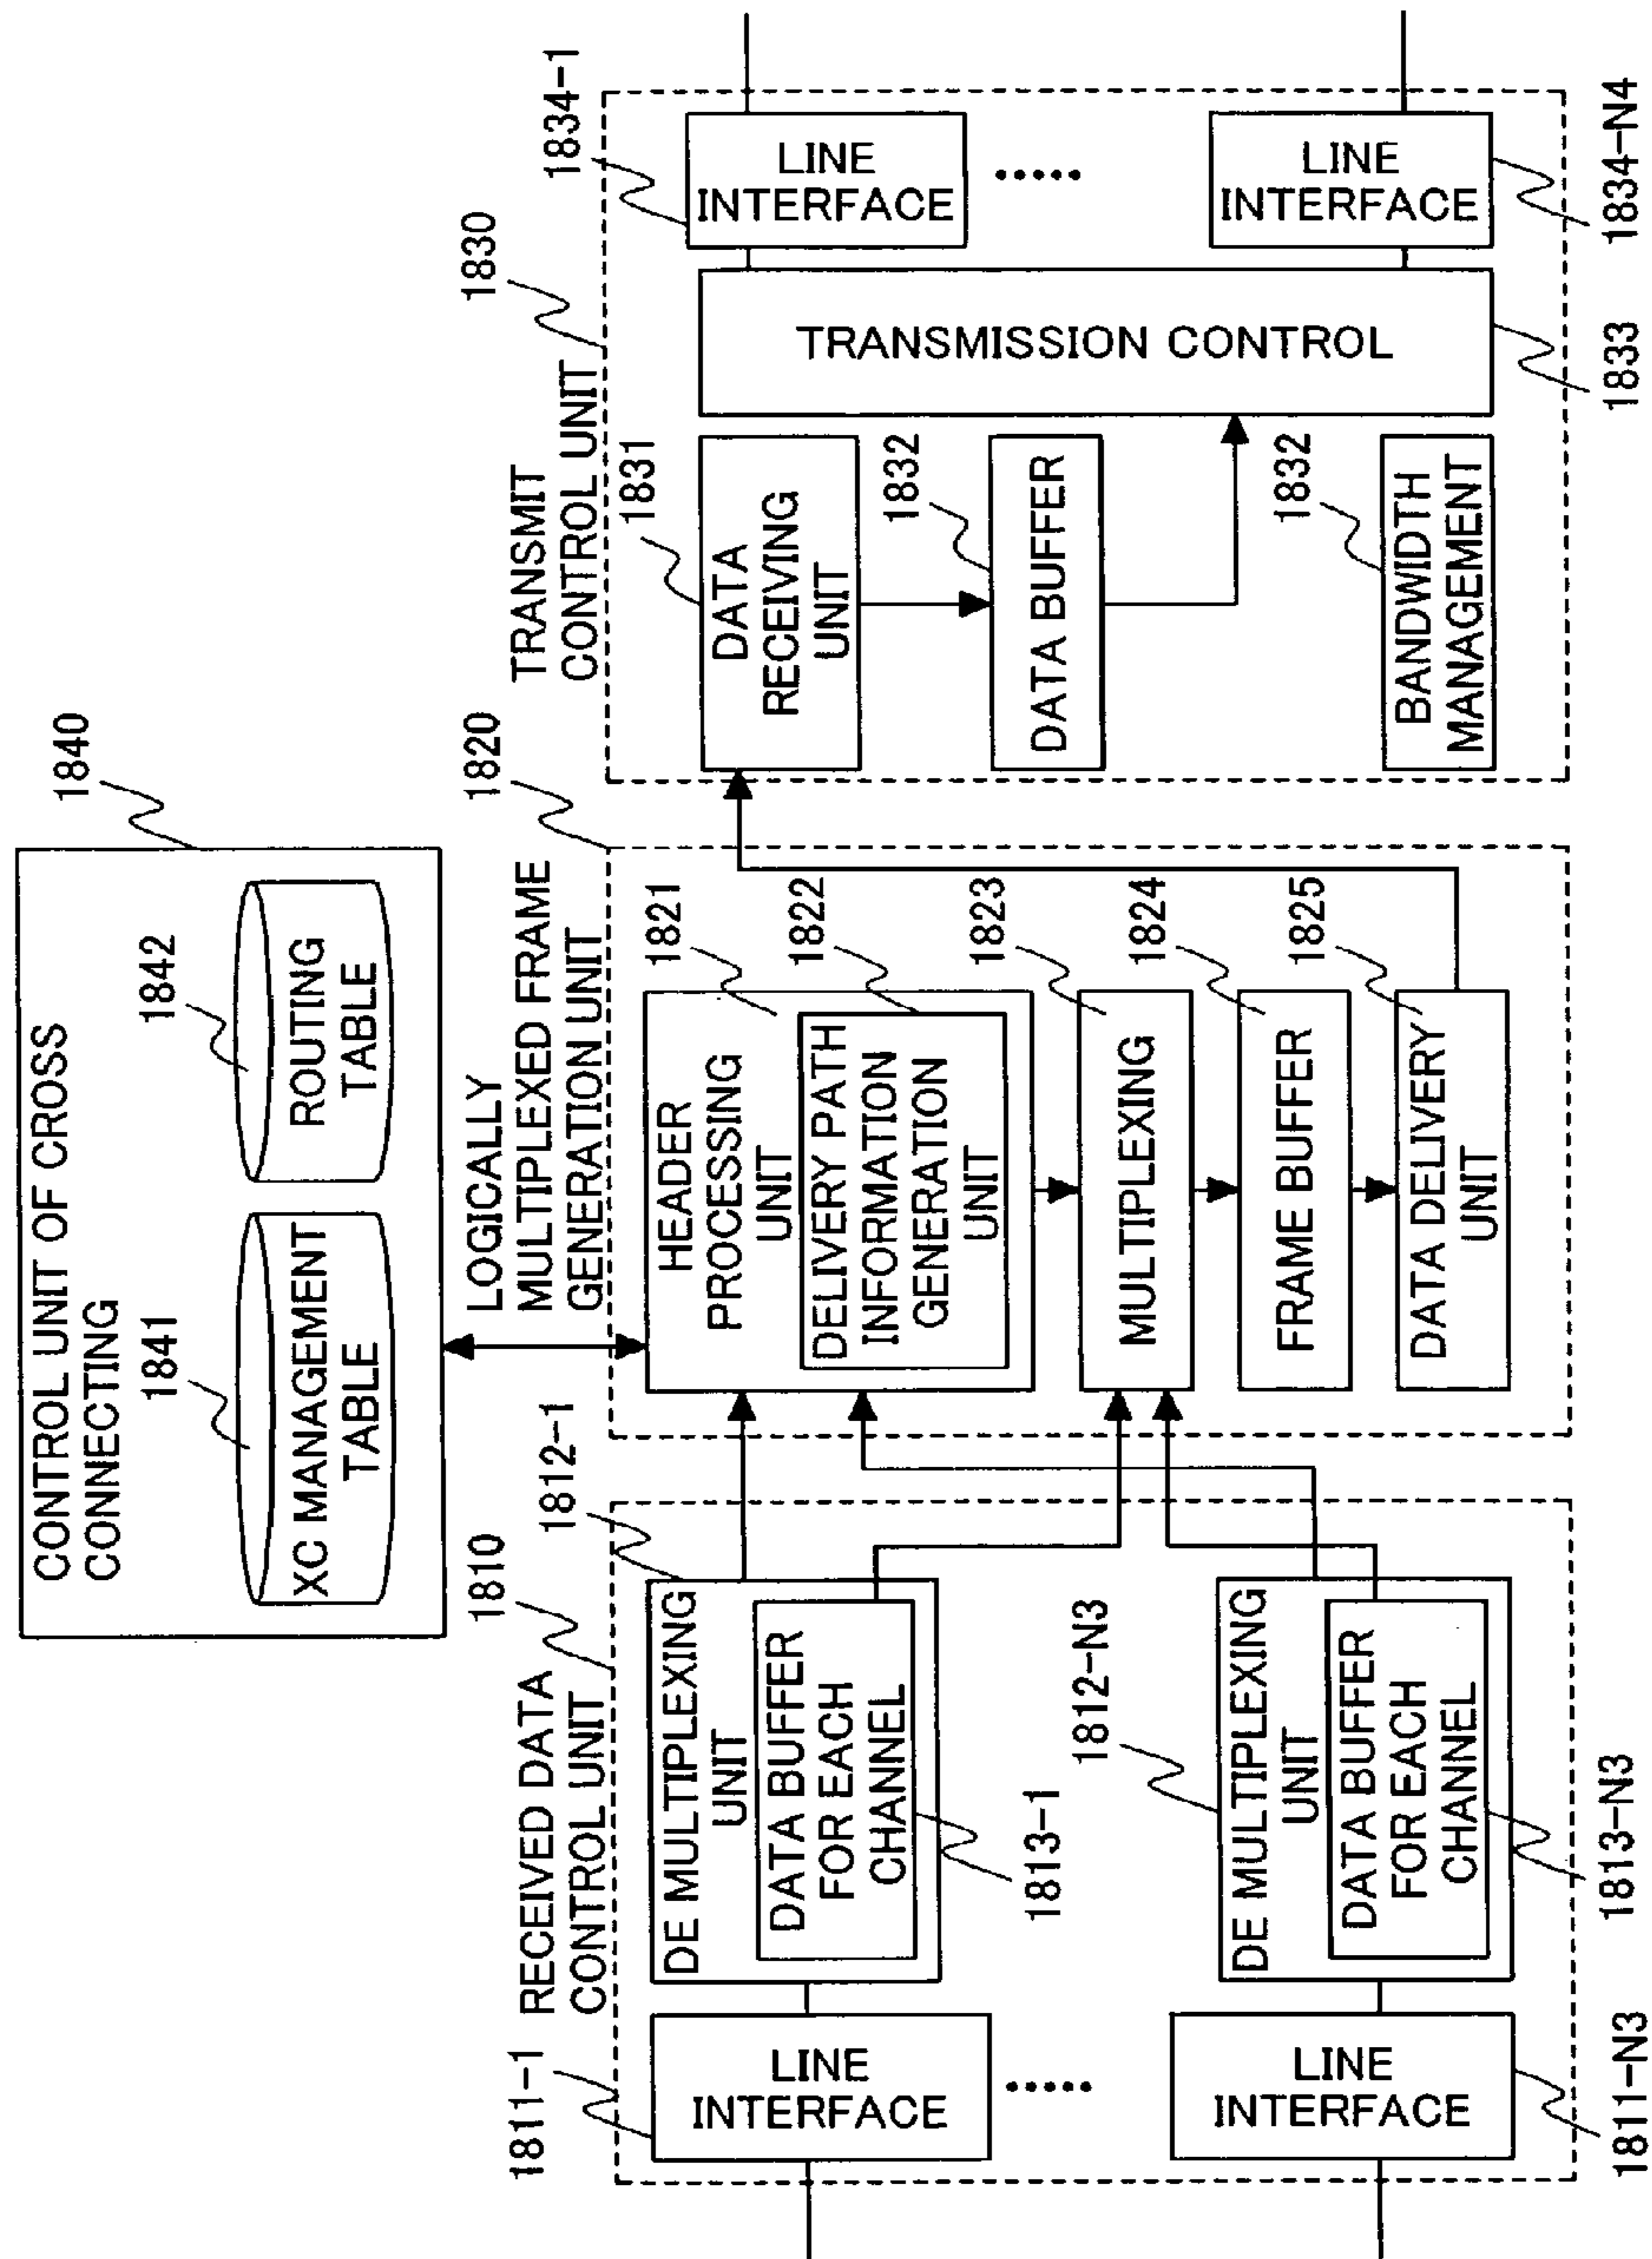 CONTROL UNIT OF CROSS
CONNECTING
1840
1841
1842
XC MANAGEMENT
TABLE
ROUTING
TABLE
RECEIVED DATA
CONTROL UNIT
1810
1811-1
LINE
INTERFACE
1812-1
DE MULTIPLEXING
UNIT
DATA BUFFER
FOR EACH
CHANNEL
1813-1
.....
1812-N3
DE MULTIPLEXING
UNIT
DATA BUFFER
FOR EACH
CHANNEL
1813-N3
LINE
INTERFACE
1811-N3
LOGICALLY
MULTIPLEXED FRAME
GENERATION UNIT
1820
HEADER
PROCESSING
UNIT
1821
DELIVERY PATH
INFORMATION
GENERATION
UNIT
1822
MULTIPLEXING
1823
FRAME BUFFER
1824
DATA DELIVERY
UNIT
1825
TRANSMIT
CONTROL UNIT
1830
DATA
RECEIVING
UNIT
1831
DATA BUFFER
1832
BANDWIDTH
MANAGEMENT
1832
TRANSMISSION CONTROL
1833
LINE
INTERFACE
1834-1
.....
LINE
INTERFACE
1834-N4